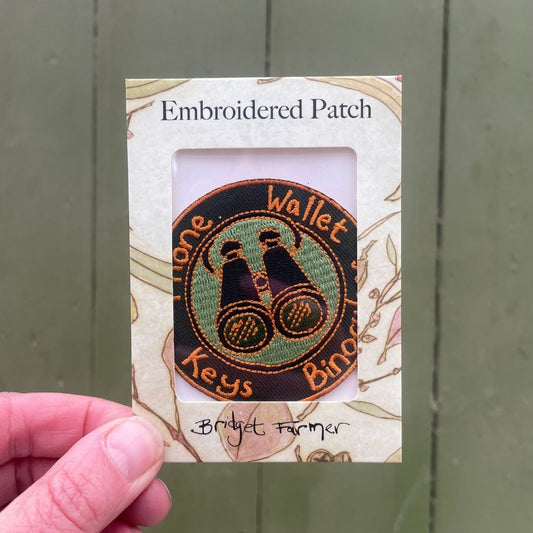 Embroidered Patch
Wallet
Keys
Bridget Farmer